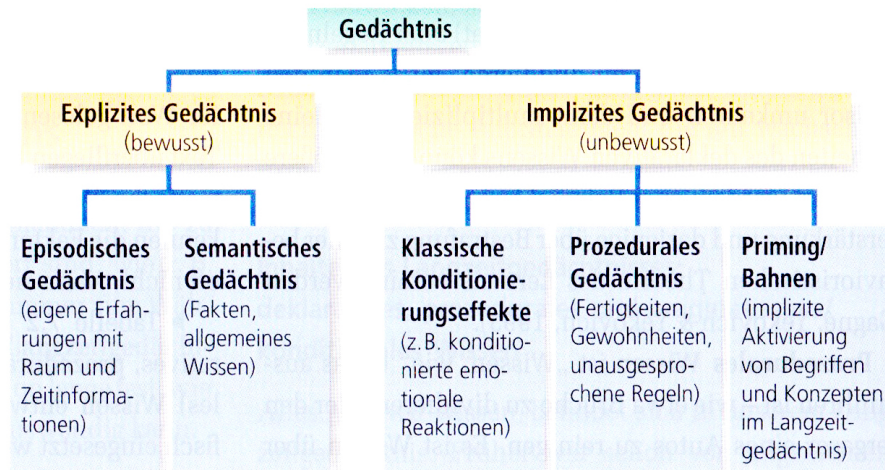 Gedächtnis
Explizites Gedächtnis
(bewusst)
Implizites Gedächtnis
(unbewusst)
Episodisches
Gedächtnis
(eigene Erfah-
rungen mit
Raum und
Zeitinforma-
tionen)
Semantisches
Gedächtnis
(Fakten,
allgemeines
Wissen)
Klassische
Konditionie-
rungseffekte
(z. B. konditio-
nierte emo-
tionale
Reaktionen)
Prozedurales
Gedächtnis
(Fertigkeiten,
Gewohnheiten,
unausgespro-
chene Regeln)
Priming/
Bahnen
(implizite
Aktivierung
von Begriffen
und Konzepten
im Langzeit-
gedächtnis)